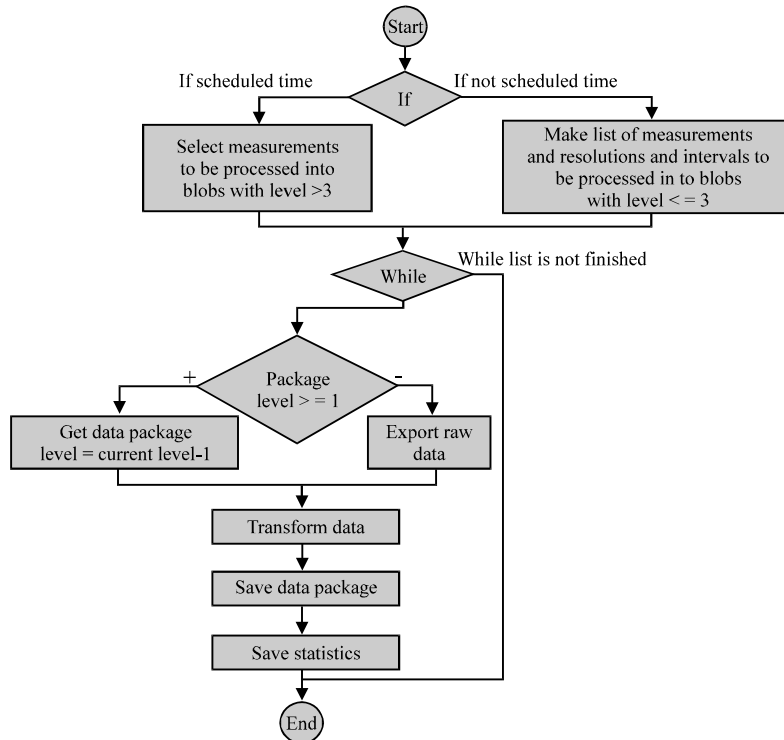 Start
If scheduled time
If not scheduled time
If
Select measurements
to be processed into
blobs with level >3
Make list of measurements
and resolutions and intervals to
be processed in to blobs
with level < = 3
While list is not finished
While
+
-
Package
level > = 1
Get data package
level = current level-1
Export raw
data
Transform data
Save data package
Save statistics
End